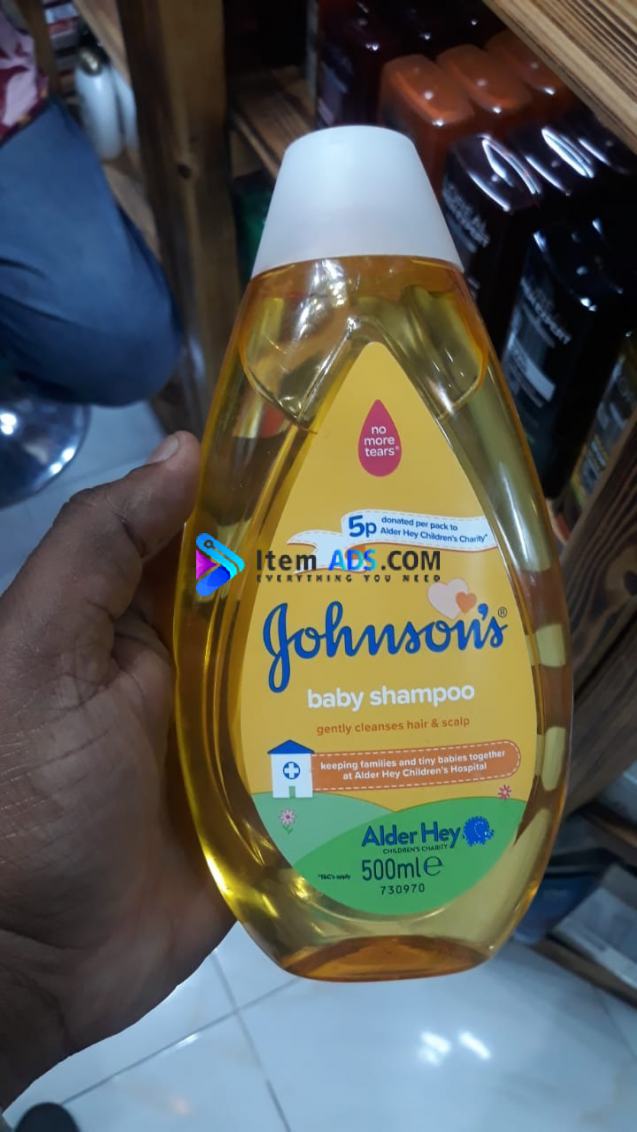 no
more
tears®
5p donated per pack to
Alder Hey Children's Charity*
Item ADS.COM
EVERYTHING YOU NEED
Johnson's®
baby shampoo
gently cleanses hair & scalp
keeping families and tiny babies together
at Alder Hey Children's Hospital
Alder Hey
CHILDREN'S CHARITY
*T&C's apply
500ml e
730970